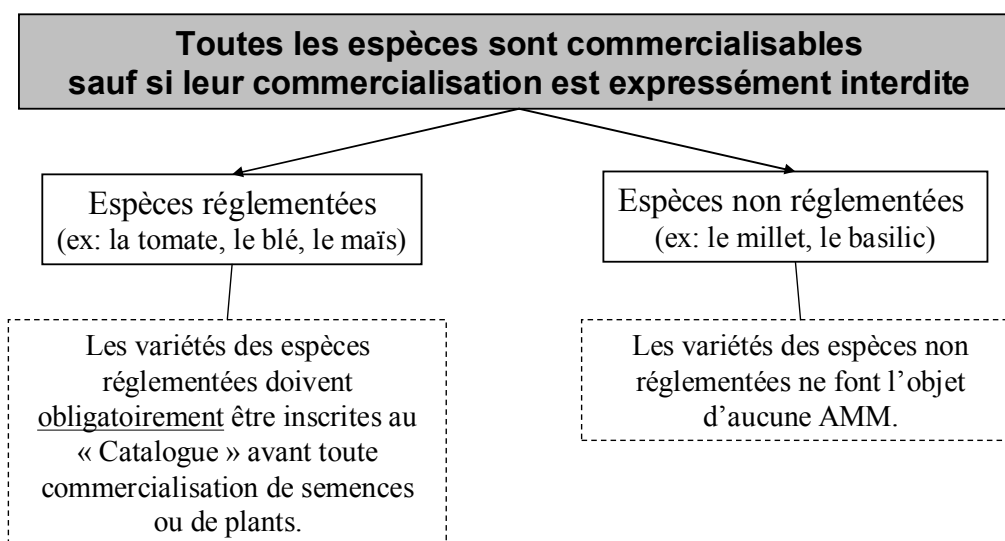 Toutes les espèces sont commercialisables
sauf si leur commercialisation est expressément interdite
Espèces réglementées
(ex: la tomate, le blé, le maïs)
Espèces non réglementées
(ex: le millet, le basilic)
Les variétés des espèces
réglementées doivent
obligatoirement être inscrites au
« Catalogue » avant toute
commercialisation de semences
ou de plants.
Les variétés des espèces non
réglementées ne font l’objet
d’aucune AMM.